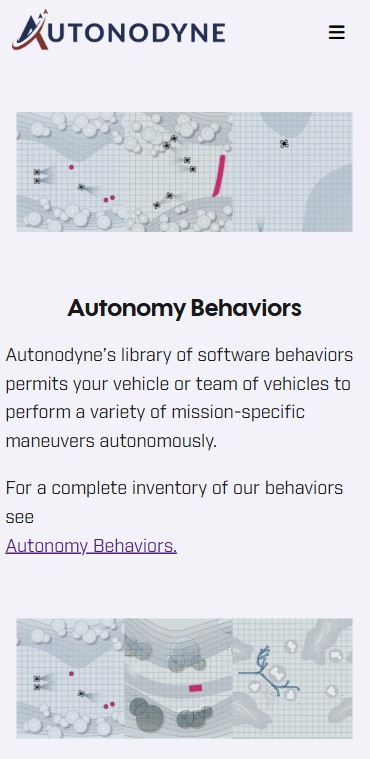 AUTONODYNE
Autonomy Behaviors
Autonodyne's library of software behaviors
permits your vehicle or team of vehicles to
perform a variety of mission-specific
maneuvers autonomously.
For a complete inventory of our behaviors
see
Autonomy Behaviors.